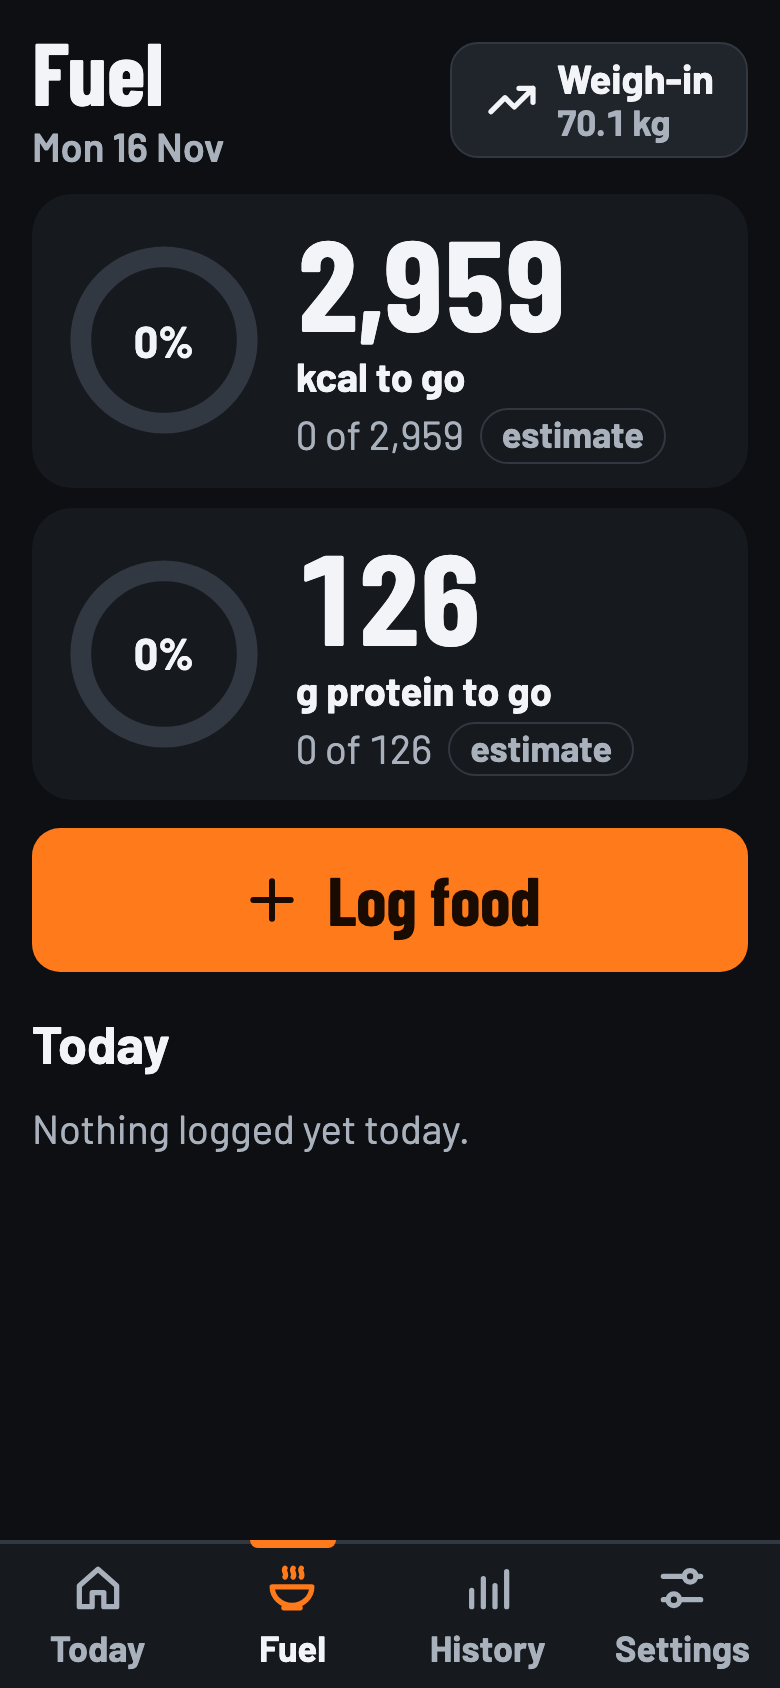 Fuel
Mon 16 Nov
Weigh-in
70.1 kg
0%
2,959
kcal to go
0 of 2,959 estimate
0%
126
g protein to go
0 of 126 estimate
Log food
Today
Nothing logged yet today.
Today Fuel History Settings